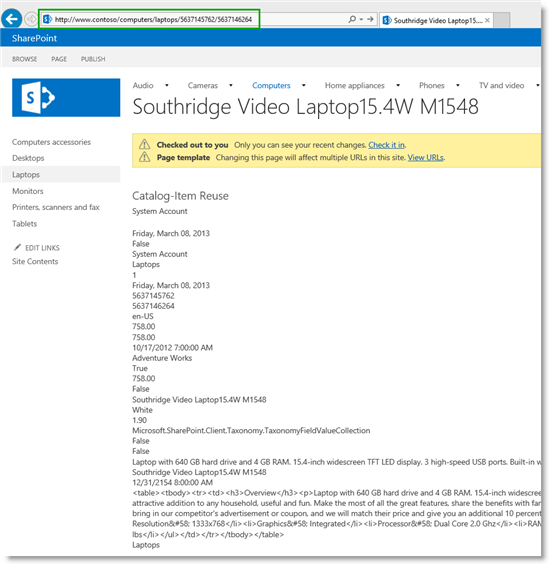 http://www.contoso/computers/laptops/5637145762/5637146264
Southridge Video Laptop15....
SharePoint
BROWSE PAGE PUBLISH
Audio Cameras Computers Home appliances Phones TV and video
Southridge Video Laptop15.4W M1548
Computers accessories
Desktops
Laptops
Monitors
Printers, scanners and fax
Tablets
EDIT LINKS
Site Contents
Checked out to you Only you can see your recent changes. Check it in.
Page template Changing this page will affect multiple URLs in this site. View URLs.
Catalog-Item Reuse
System Account
Friday, March 08, 2013
False
System Account
Laptops
1
Friday, March 08, 2013
5637145762
5637146264
en-US
758.00
758.00
10/17/2012 7:00:00 AM
Adventure Works
True
758.00
False
Southridge Video Laptop15.4W M1548
White
1.90
Microsoft.SharePoint.Client.Taxonomy.TaxonomyFieldValueCollection
False
False
Laptop with 640 GB hard drive and 4 GB RAM. 15.4-inch widescreen TFT LED display. 3 high-speed USB ports. Built-in w
Southridge Video Laptop15.4W M1548
12/31/2154 8:00:00 AM
<table><tbody><tr><td><h3>Overview</h3><p>Laptop with 640 GB hard drive and 4 GB RAM. 15.4-inch widescreen
attractive addition to any household, useful and fun. Make the most of all the great features, share the benefits with fam
bring in our competitor's advertisement or coupon, and we will match their price and give you an additional 10 percent
Resolution&#58; 1333x768</li><li>Graphics&#58; Integrated</li><li>Processor&#58; Dual Core 2.0 Ghz</li><li>RAM
lbs</li></ul></td></tr></tbody></table>
Laptops